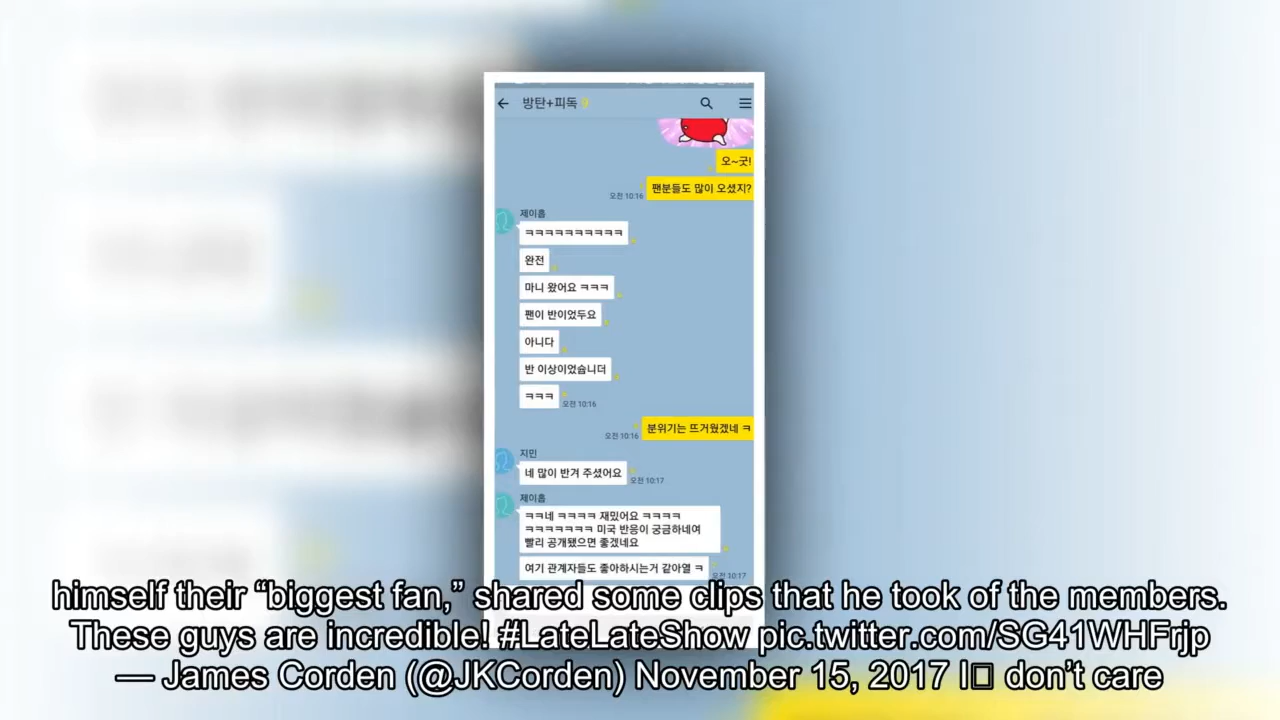 방탄+피독 9
오~굿!
팬분들도 많이 오셨지?
오전 10:16
제이홉
ㅋㅋㅋㅋㅋㅋㅋㅋㅋㅋ
완전
마니 왔어요 ㅋㅋㅋ
팬이 반이었두요
아니다
반 이상이었습니더
ㅋㅋㅋ
오전 10:16
분위기는 뜨거웠겠네 ㅋ
오전 10:16
지민
네 많이 반겨 주셨어요
오전 10:17
제이홉
ㅋㅋ네 ㅋㅋㅋㅋ 재밌어요 ㅋㅋㅋㅋ
ㅋㅋㅋㅋㅋㅋㅋ 미국 반응이 궁금하네여
빨리 공개됐으면 좋겠네요
여기 관계자들도 좋아하시는거 같아열 ㅋ
오전 10:17
himself their “biggest fan,” shared some clips that he took of the members.
These guys are incredible! #LateLateShow pic.twitter.com/SG41WHFrjp
— James Corden (@JKCorden) November 15, 2017 I don’t care